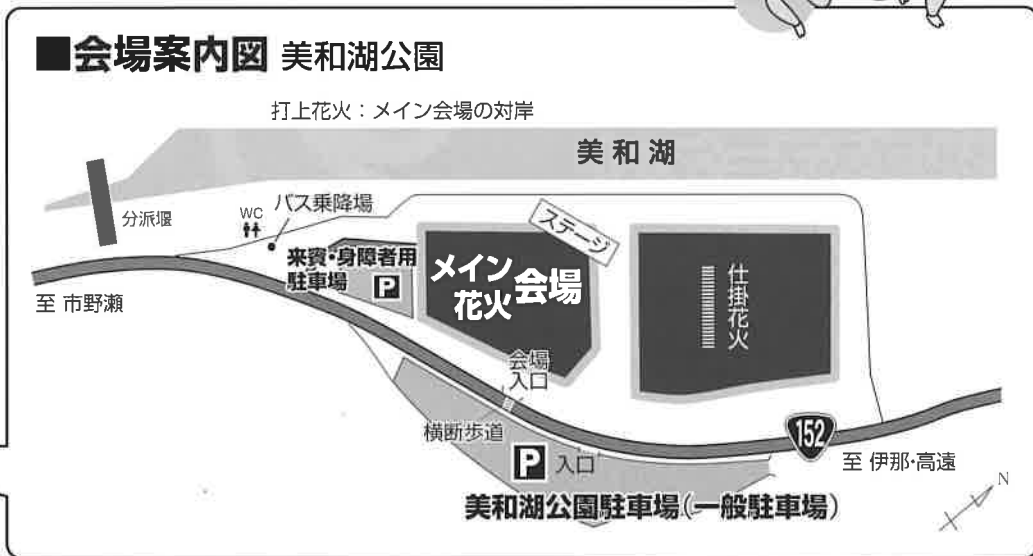 ■会場案内図 美和湖公園
打上花火：メイン会場の対岸
美和湖
分派堰
WC
バス乗降場
来賓・身障者用
駐車場
P
メイン
花火
会場
ステージ
仕掛花火
至 市野瀬
会場
入口
横断歩道
P 入口
152
至 伊那・高遠
美和湖公園駐車場（一般駐車場）
N